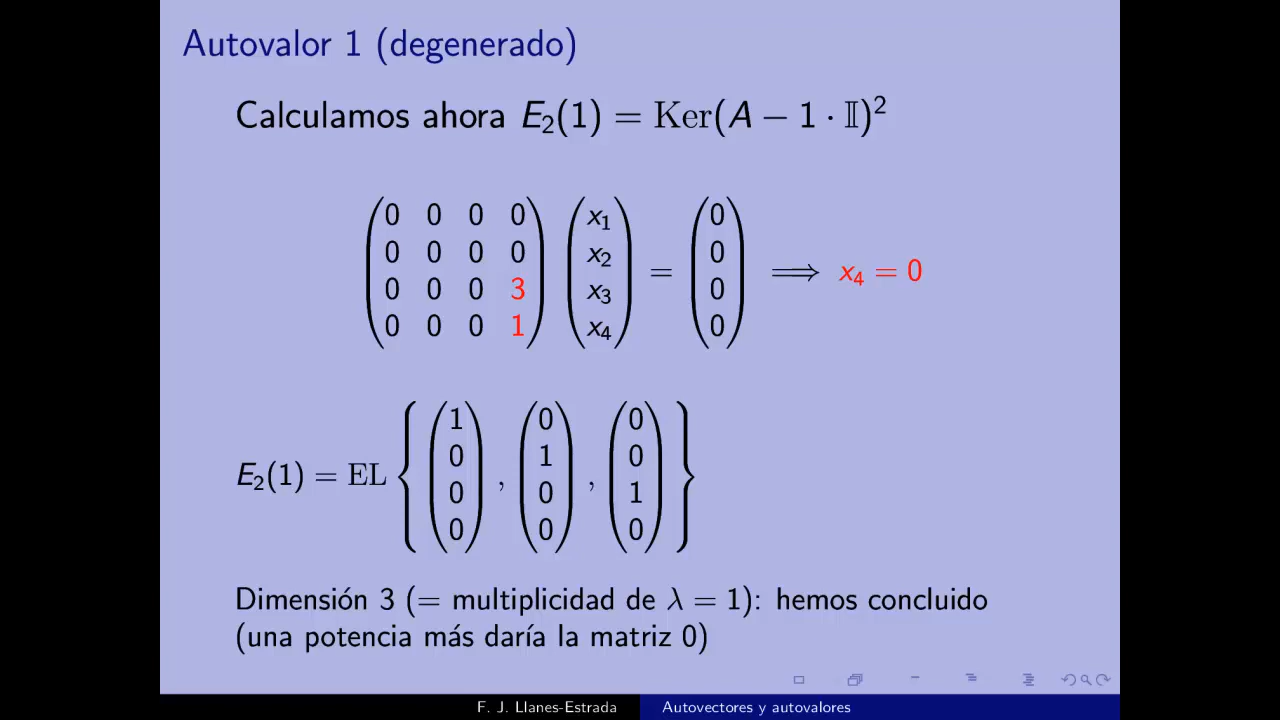 Autovalor 1 (degenerado)
Calculamos ahora E₂(1) = Ker(A − 1 · 𝕀)²
0 0 0 0 x₁ 0
0 0 0 0 x₂ 0
0 0 0 3 x₃ = 0 ⟹ x₄ = 0
0 0 0 1 x₄ 0
1 0 0
0 1 0
E₂(1) = EL { 0 , 0 , 1 }
0 0 0
Dimensión 3 (= multiplicidad de λ = 1): hemos concluido
(una potencia más daría la matriz 0)
F. J. Llanes-Estrada Autovectores y autovalores